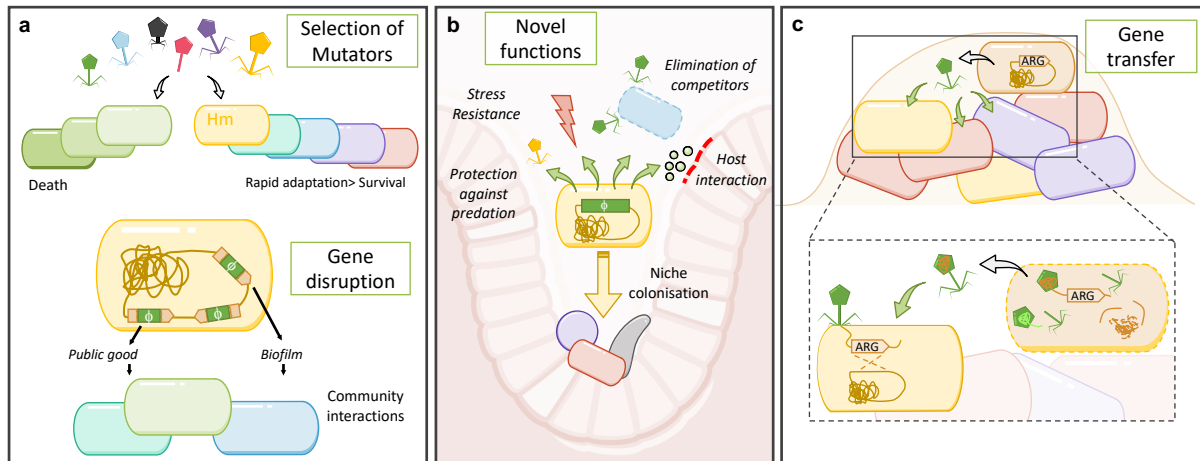 a
Selection of
Mutators
Hm
Death
Rapid adaptation> Survival
Gene
disruption
ϕ
ϕ
ϕ
Public good
Biofilm
Community
interactions
b
Novel
functions
Elimination of
competitors
Stress
Resistance
Host
interaction
Protection
against
predation
ϕ
Niche
colonisation
c
Gene
transfer
ARG
ARG
ARG